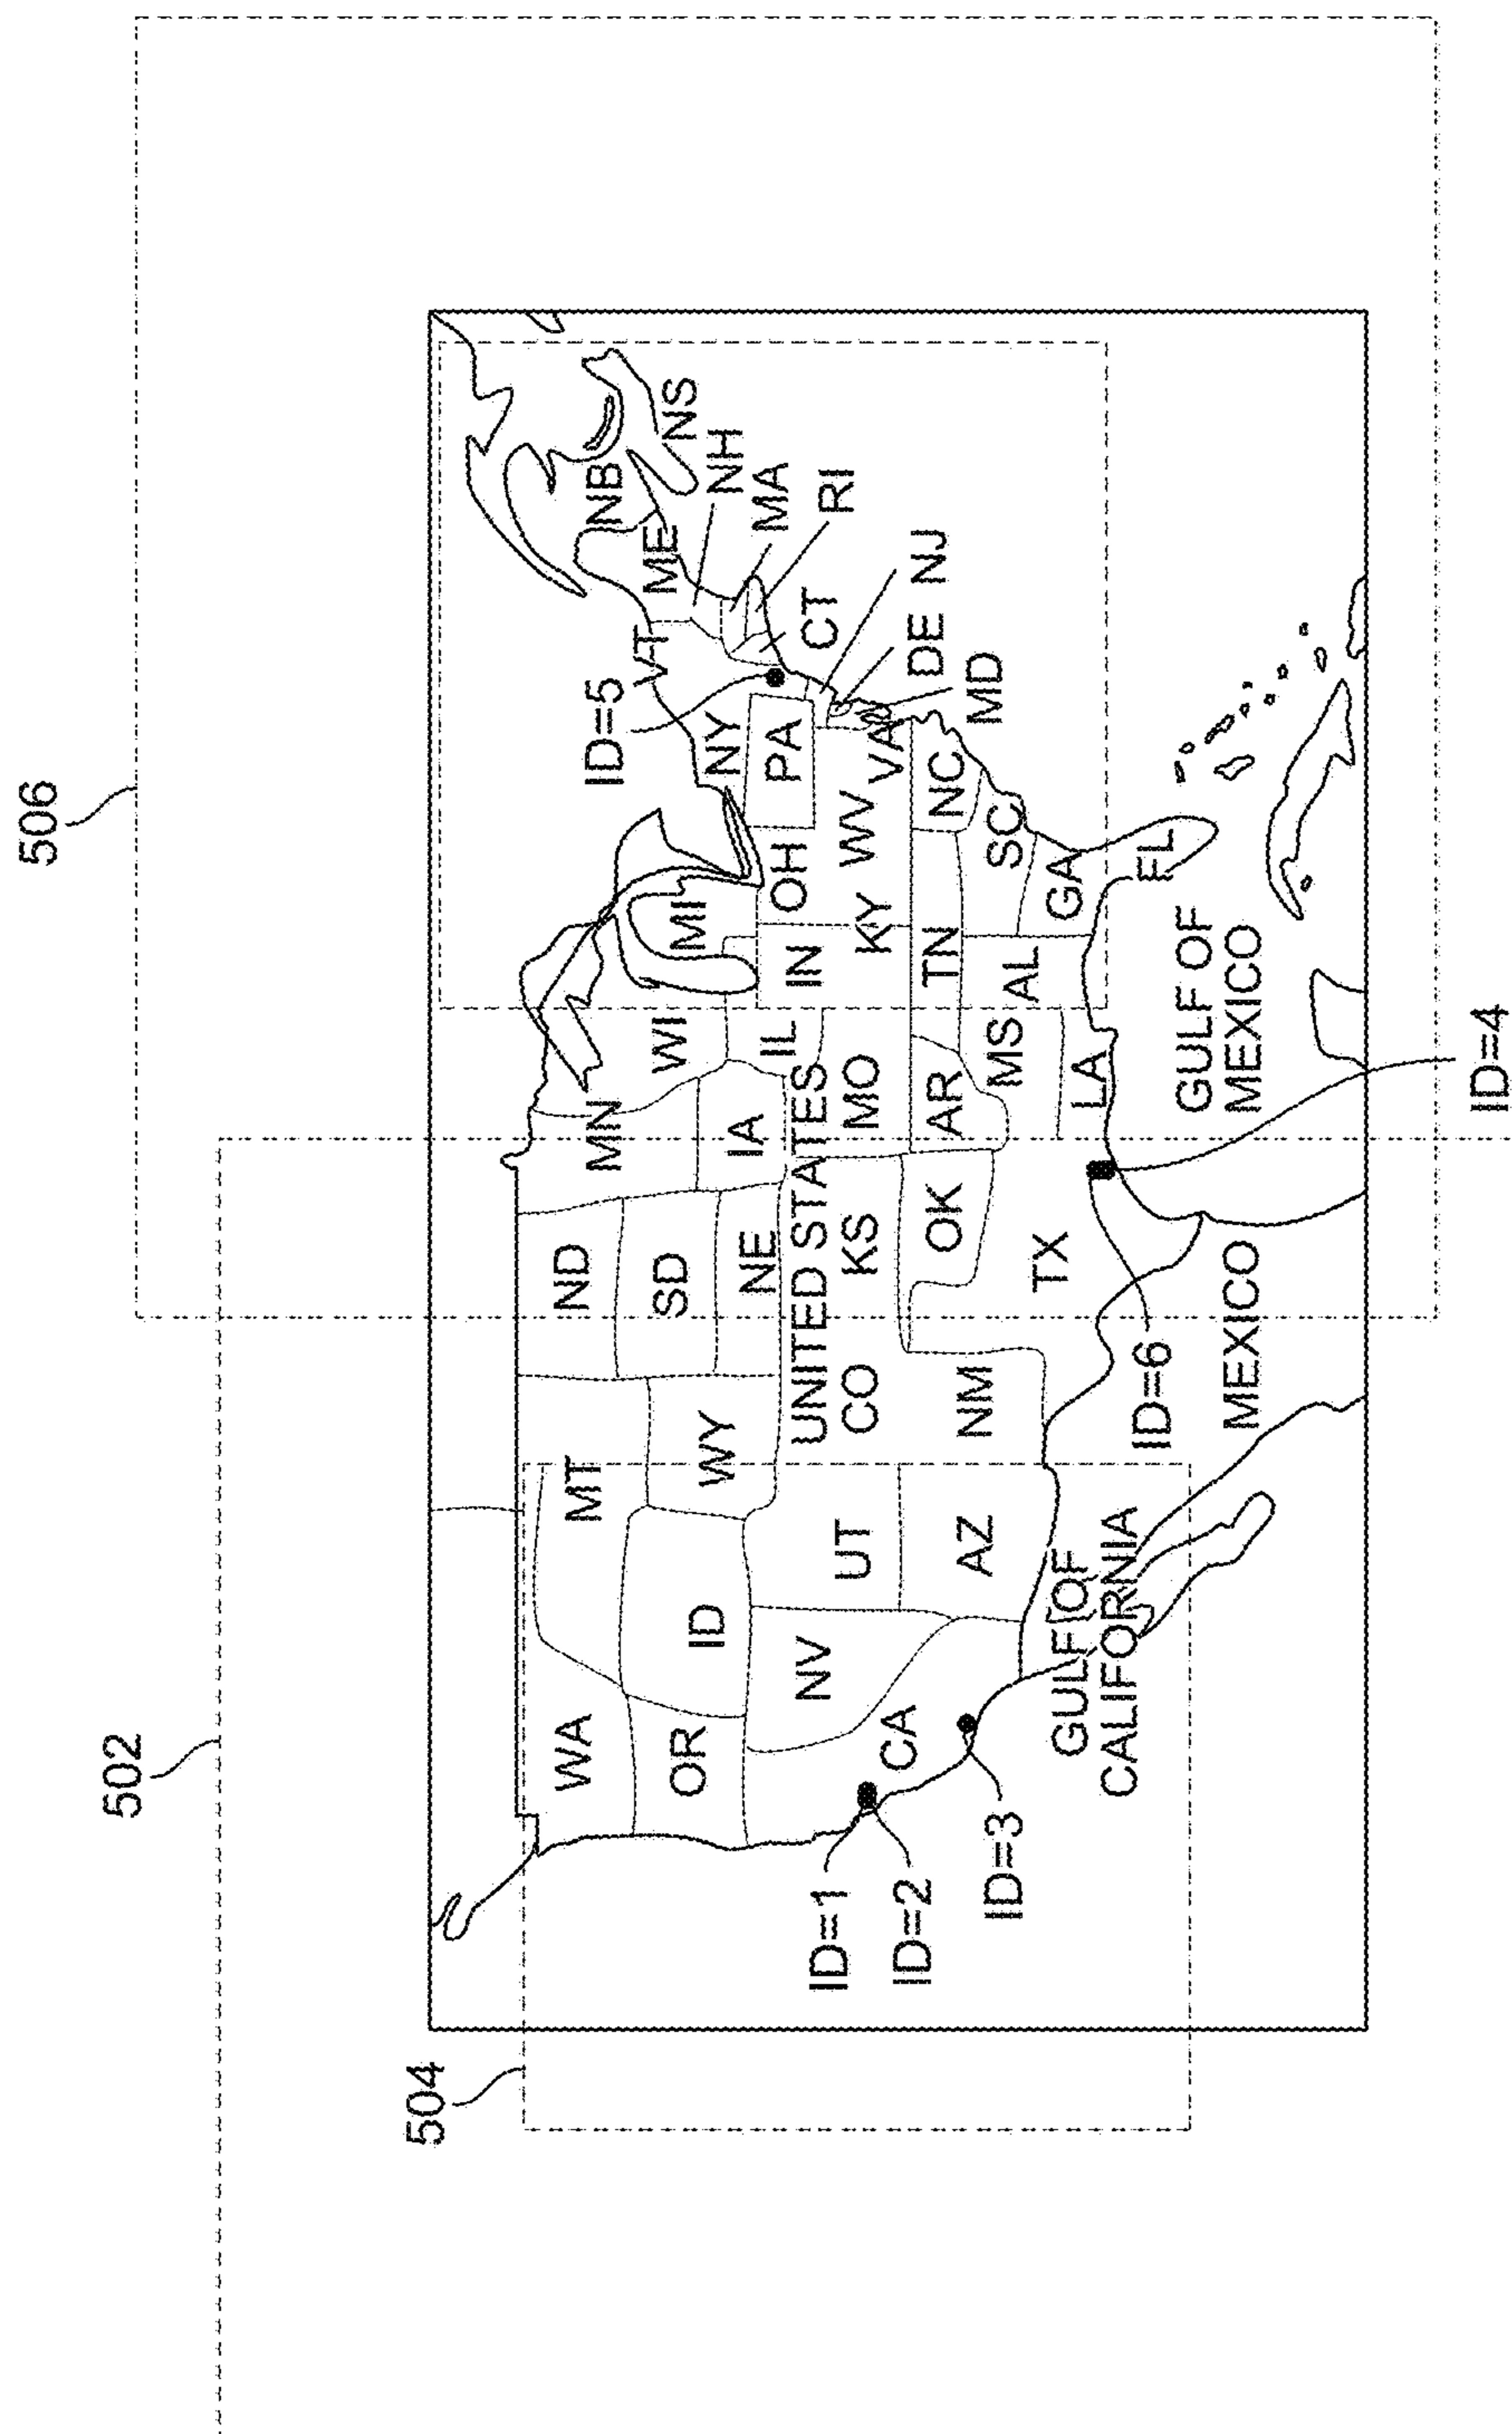 506
502
504
ID=1
ID=2
ID=3
ID=4
ID=5
ID=6
WA
OR
ID
MT
WY
NV
UT
CA
AZ
CO
NM
ND
SD
NE
KS
OK
TX
MN
IA
MO
AR
LA
WI
IL
MS
MI
IN
OH
KY
TN
AL
GA
FL
SC
NC
WV
VA
PA
NY
VT
ME
NB
NS
NH
MA
RI
CT
NJ
DE
MD
UNITED STATES
MEXICO
GULF OF
CALIFORNIA
GULF OF
MEXICO